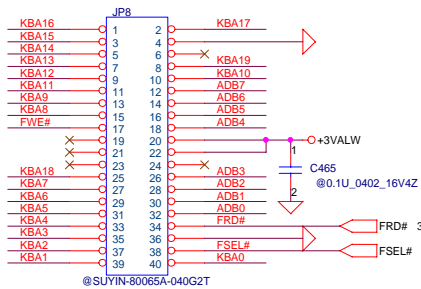 JP8
KBA16 1 2 KBA17
KBA15 3 4
KBA14 5 6
KBA13 7 8 KBA19
KBA12 9 10 KBA10
KBA11 11 12 ADB7
KBA9 13 14 ADB6
KBA8 15 16 ADB5
FWE# 17 18 ADB4
19 20 +3VALW
21 22 1
23 24 C465
KBA18 25 26 ADB3 @0.1U_0402_16V4Z
KBA7 27 28 ADB2 2
KBA6 29 30 ADB1
KBA5 31 32 ADB0
KBA4 33 34 FRD# FRD# 3
KBA3 35 36
KBA2 37 38 FSEL# FSEL#
KBA1 39 40 KBA0
@SUYIN-80065A-040G2T